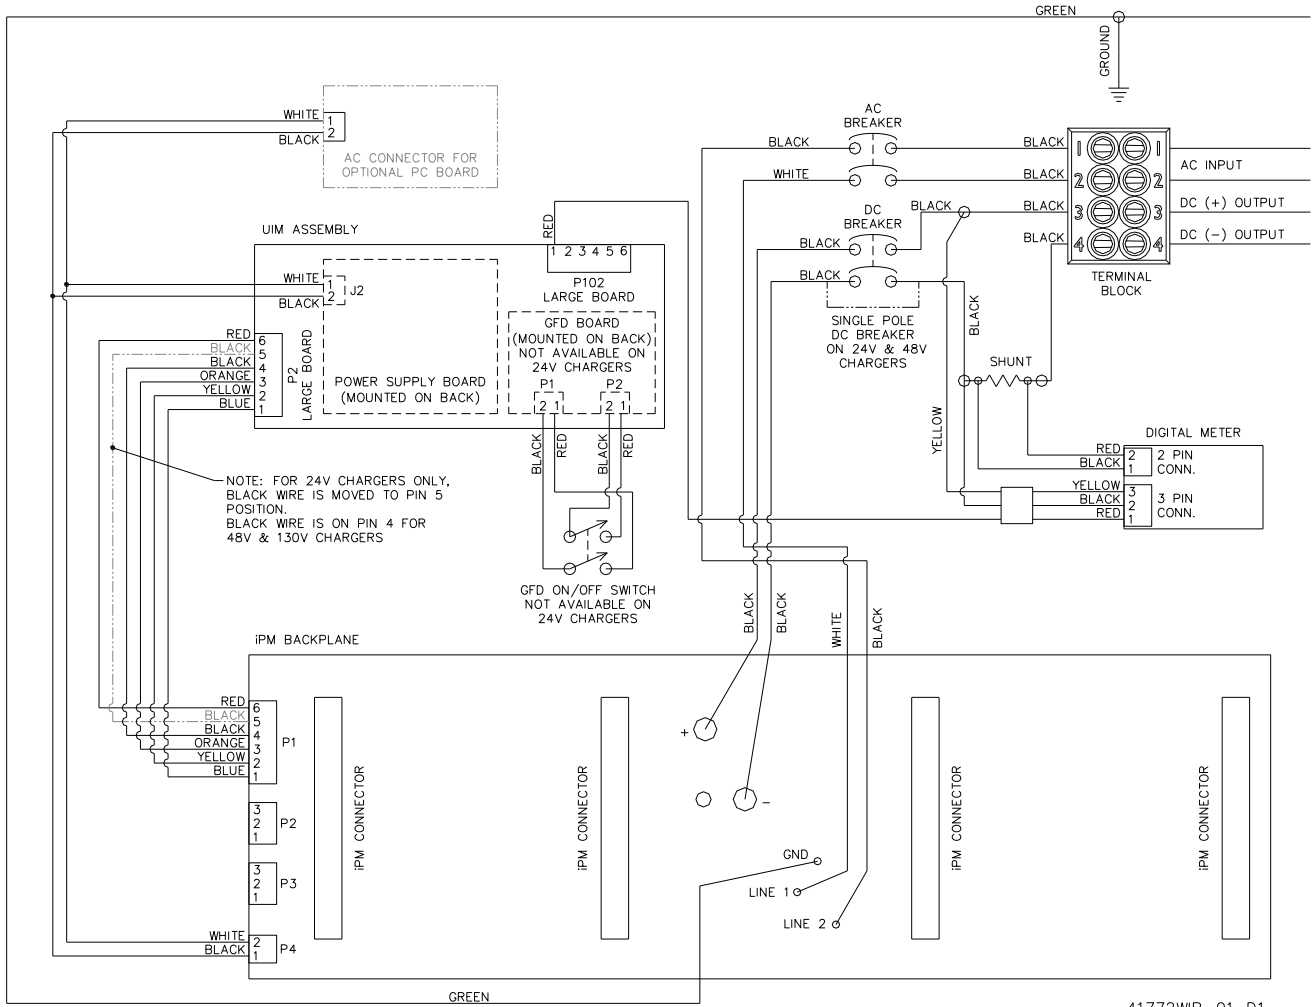 GREEN
GROUND
WHITE
1
2
BLACK
AC CONNECTOR FOR
OPTIONAL PC BOARD
AC
BREAKER
BLACK
WHITE
BLACK
BLACK
BLACK
BLACK
BLACK
1 1
2 2
3 3
4 4
AC INPUT
DC (+) OUTPUT
DC (-) OUTPUT
TERMINAL
BLOCK
DC
BREAKER
BLACK
BLACK
SINGLE POLE
DC BREAKER
ON 24V & 48V
CHARGERS
BLACK
SHUNT
YELLOW
UIM ASSEMBLY
RED
1 2 3 4 5 6
P102
LARGE BOARD
WHITE
1
2
BLACK
J2
POWER SUPPLY BOARD
(MOUNTED ON BACK)
GFD BOARD
(MOUNTED ON BACK)
NOT AVAILABLE ON
24V CHARGERS
P1 P2
2 1 2 1
RED 6
BLACK 5
BLACK 4
ORANGE 3
YELLOW 2
BLUE 1
P2
LARGE BOARD
BLACK
RED
BLACK
RED
DIGITAL METER
RED 2
BLACK 1
2 PIN
CONN.
YELLOW 3
BLACK 2
RED 1
3 PIN
CONN.
NOTE: FOR 24V CHARGERS ONLY,
BLACK WIRE IS MOVED TO PIN 5
POSITION.
BLACK WIRE IS ON PIN 4 FOR
48V & 130V CHARGERS
GFD ON/OFF SWITCH
NOT AVAILABLE ON
24V CHARGERS
BLACK
BLACK
WHITE
BLACK
iPM BACKPLANE
RED 6
BLACK 5
BLACK 4
ORANGE 3
YELLOW 2
BLUE 1
P1
3
2
1
P2
3
2
1
P3
WHITE 2
BLACK 1
P4
iPM CONNECTOR
iPM CONNECTOR
+
-
GND
LINE 1
LINE 2
iPM CONNECTOR
iPM CONNECTOR
GREEN